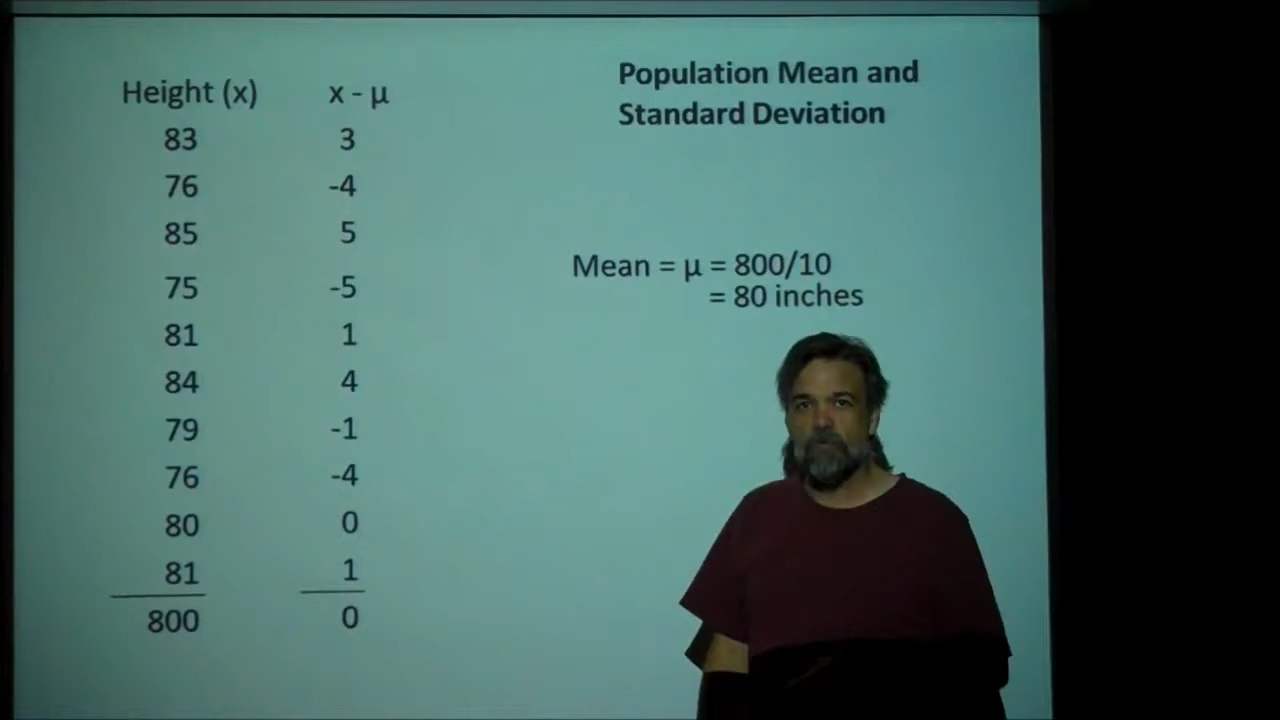 Population Mean and
Standard Deviation
Height (x) x - μ
83 3
76 -4
85 5
75 -5
81 1
84 4
79 -1
76 -4
80 0
81 1
800 0
Mean = μ = 800/10
= 80 inches